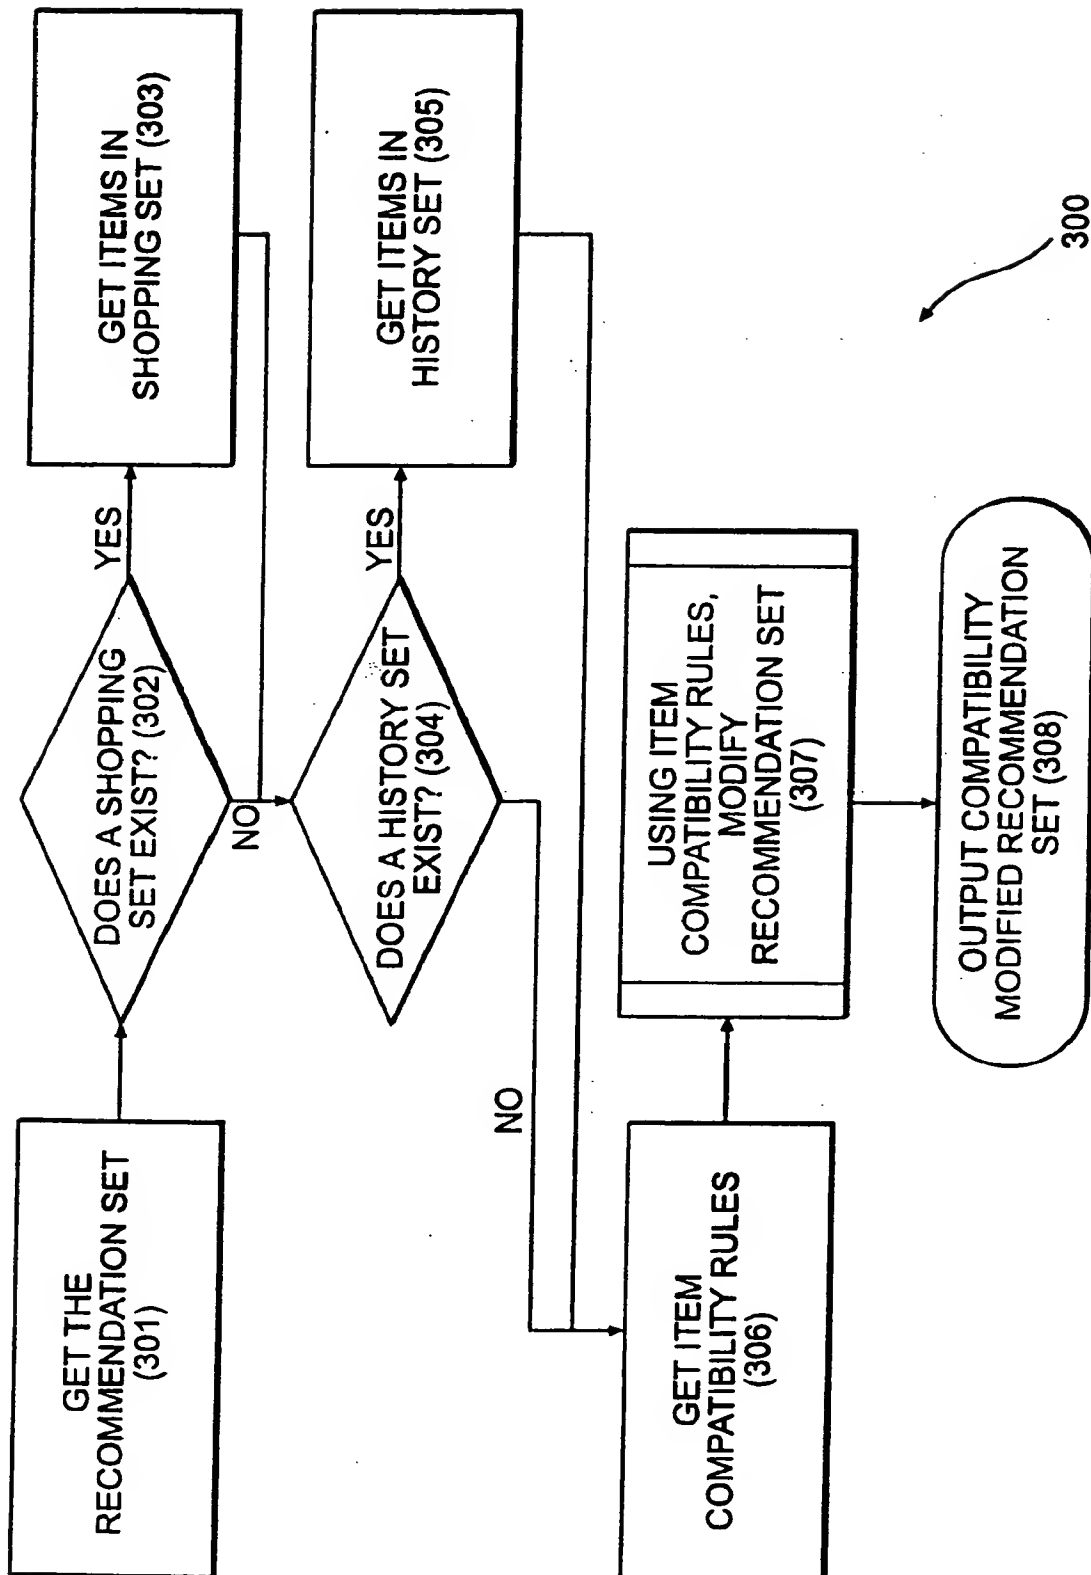 GET THE
RECOMMENDATION SET
(301)
DOES A SHOPPING
SET EXIST? (302)
YES
GET ITEMS IN
SHOPPING SET (303)
NO
DOES A HISTORY SET
EXIST? (304)
YES
GET ITEMS IN
HISTORY SET (305)
NO
GET ITEM
COMPATIBILITY RULES
(306)
USING ITEM
COMPATIBILITY RULES,
MODIFY
RECOMMENDATION SET
(307)
OUTPUT COMPATIBILITY
MODIFIED RECOMMENDATION
SET (308)
300